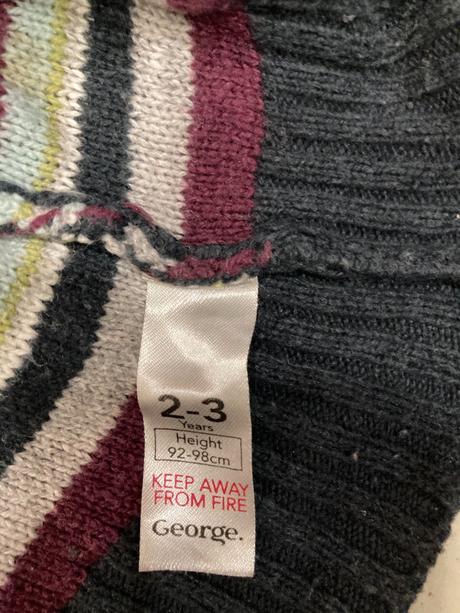 2-3
Years
Height
92-98cm
KEEP AWAY
FROM FIRE
George.